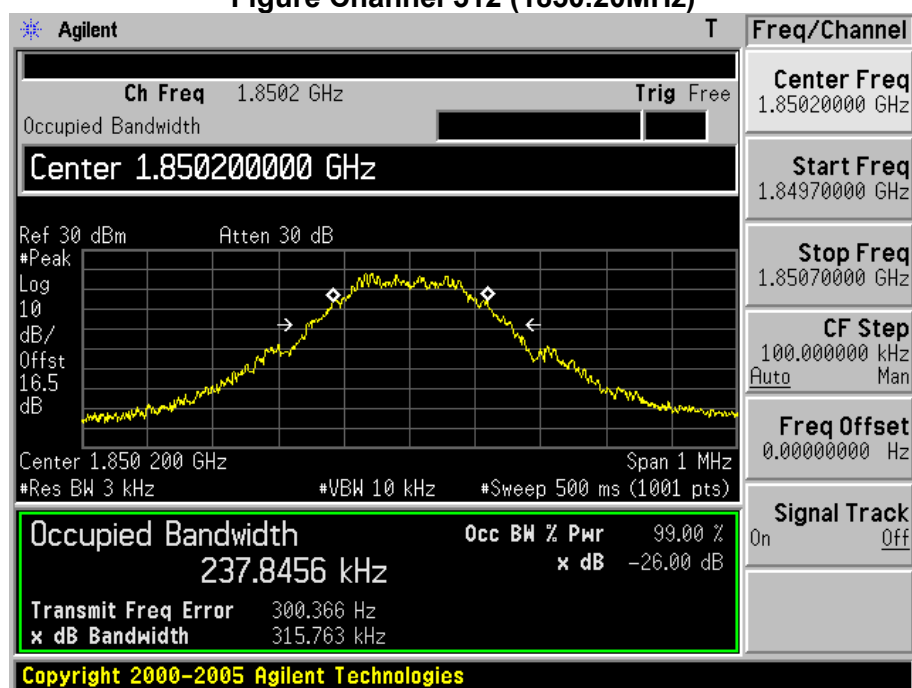 Figure Channel 512 (1850.20MHz)
Agilent T Freq/Channel
Ch Freq 1.8502 GHz Trig Free
Occupied Bandwidth
Center 1.850200000 GHz
Center Freq
1.85020000 GHz
Start Freq
1.84970000 GHz
Stop Freq
1.85070000 GHz
CF Step
100.000000 kHz
Auto Man
Freq Offset
0.00000000 Hz
Signal Track
On Off
Ref 30 dBm Atten 30 dB
#Peak
Log
10
dB/
Offst
16.5
dB
Center 1.850 200 GHz Span 1 MHz
#Res BW 3 kHz #VBW 10 kHz #Sweep 500 ms (1001 pts)
Occupied Bandwidth Occ BW % Pwr 99.00 %
237.8456 kHz x dB -26.00 dB
Transmit Freq Error 300.366 Hz
x dB Bandwidth 315.763 kHz
Copyright 2000-2005 Agilent Technologies